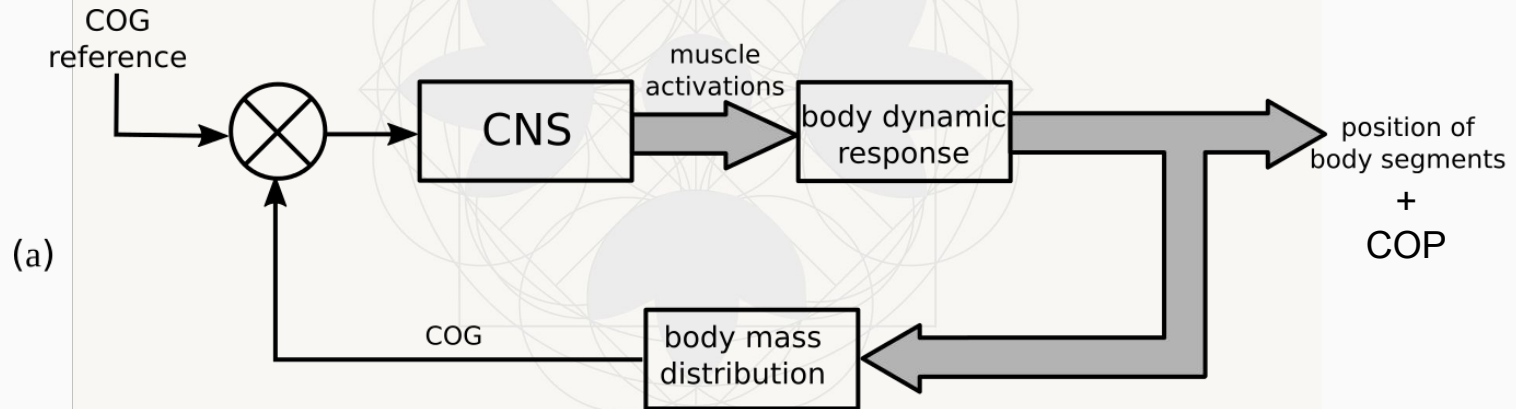 COG
reference
muscle
activations
CNS
body dynamic
response
position of
body segments
+
COP
(a)
COG
body mass
distribution